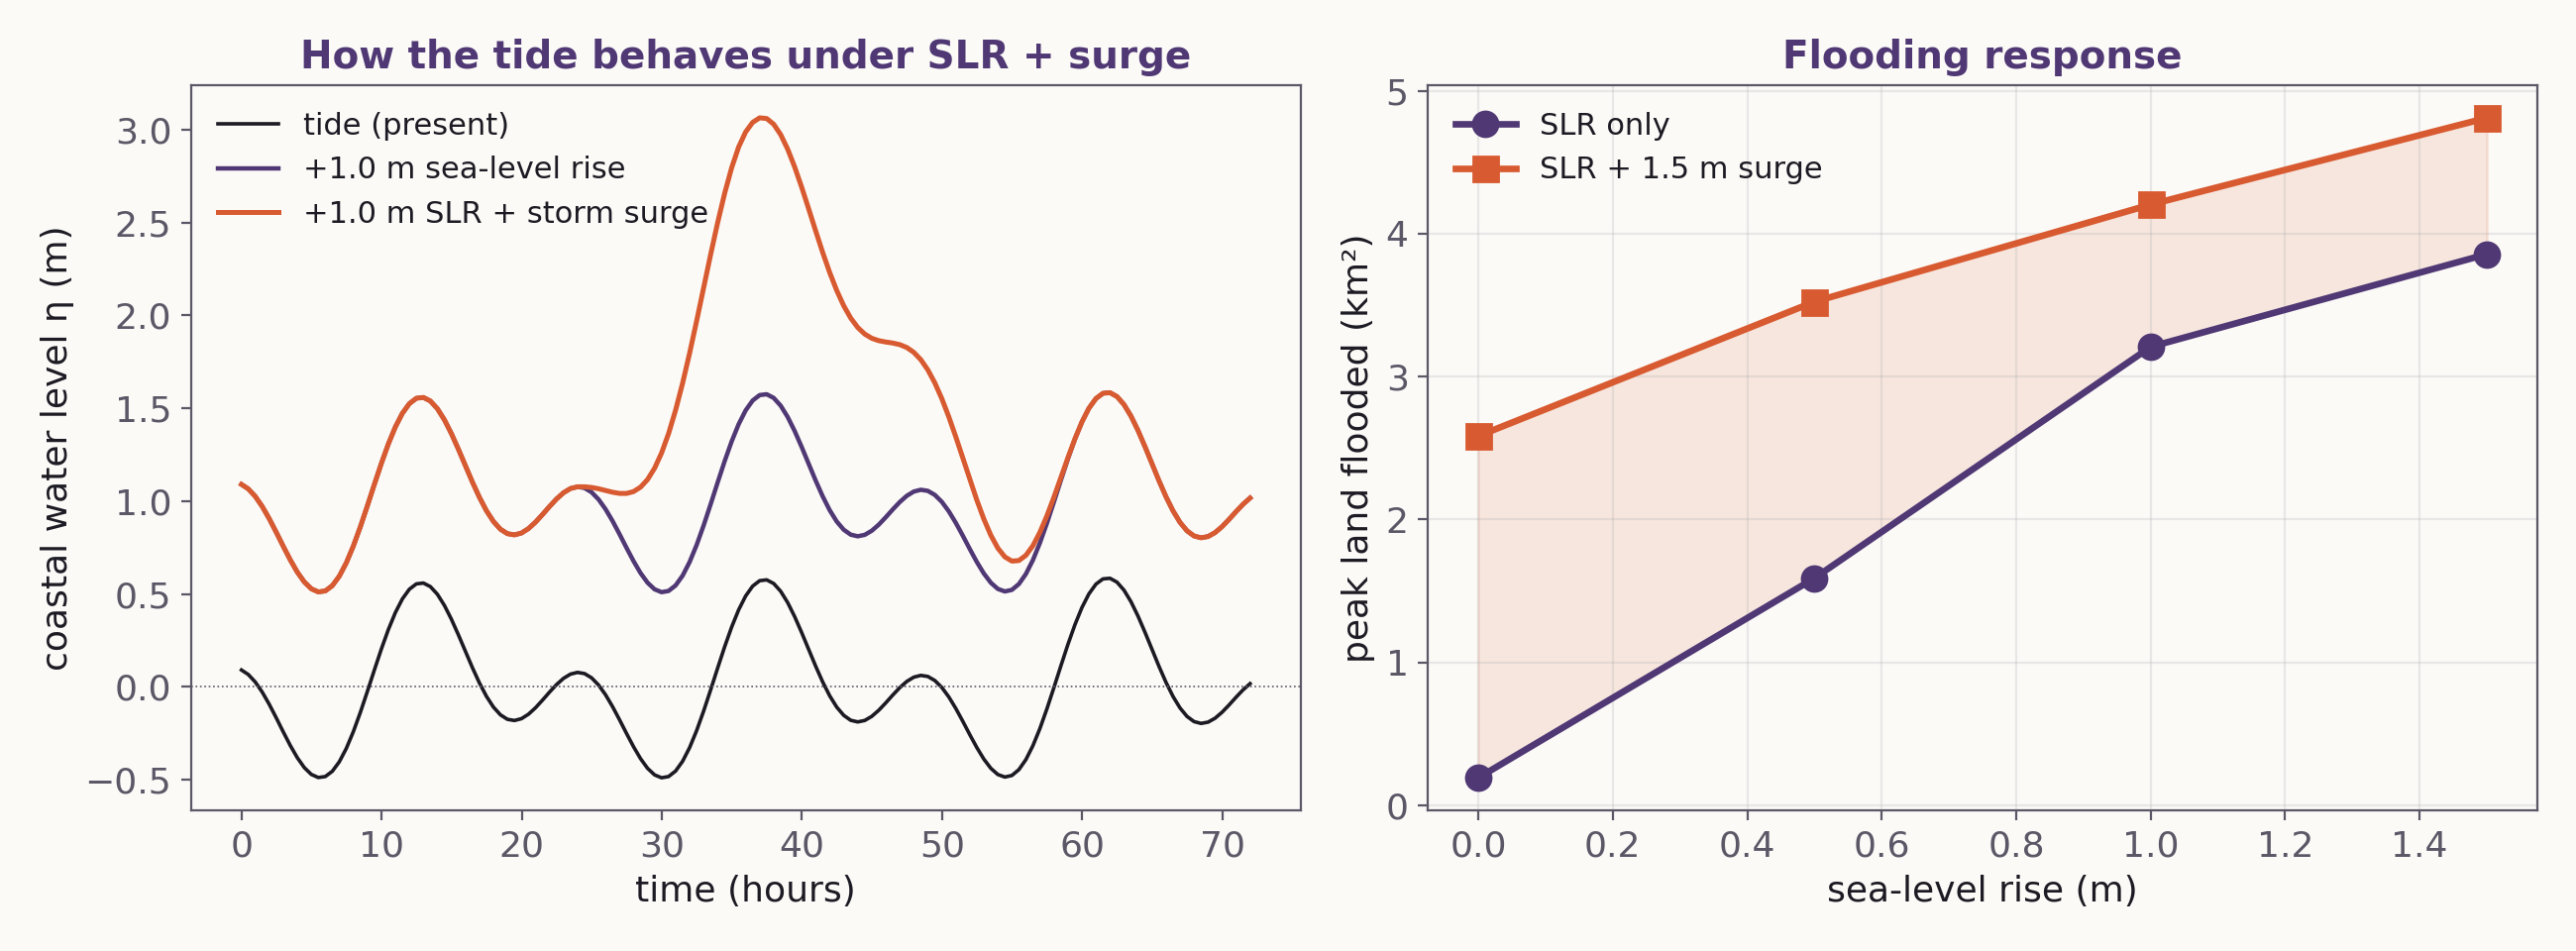 How the tide behaves under SLR + surge
tide (present)
+1.0 m sea-level rise
+1.0 m SLR + storm surge
coastal water level η (m)
3.0
2.5
2.0
1.5
1.0
0.5
0.0
−0.5
0 10 20 30 40 50 60 70
time (hours)
Flooding response
SLR only
SLR + 1.5 m surge
peak land flooded (km²)
5
4
3
2
1
0
0.0 0.2 0.4 0.6 0.8 1.0 1.2 1.4
sea-level rise (m)